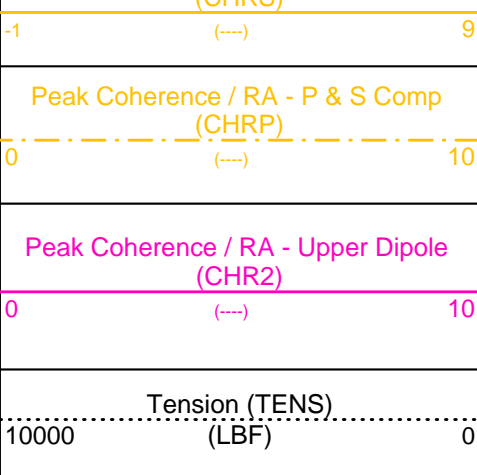 (CHRS)
-1 (----) 9
Peak Coherence / RA - P & S Comp
(CHRP)
0 (----) 10
Peak Coherence / RA - Upper Dipole
(CHR2)
0 (----) 10
Tension (TENS)
10000 (LBF) 0